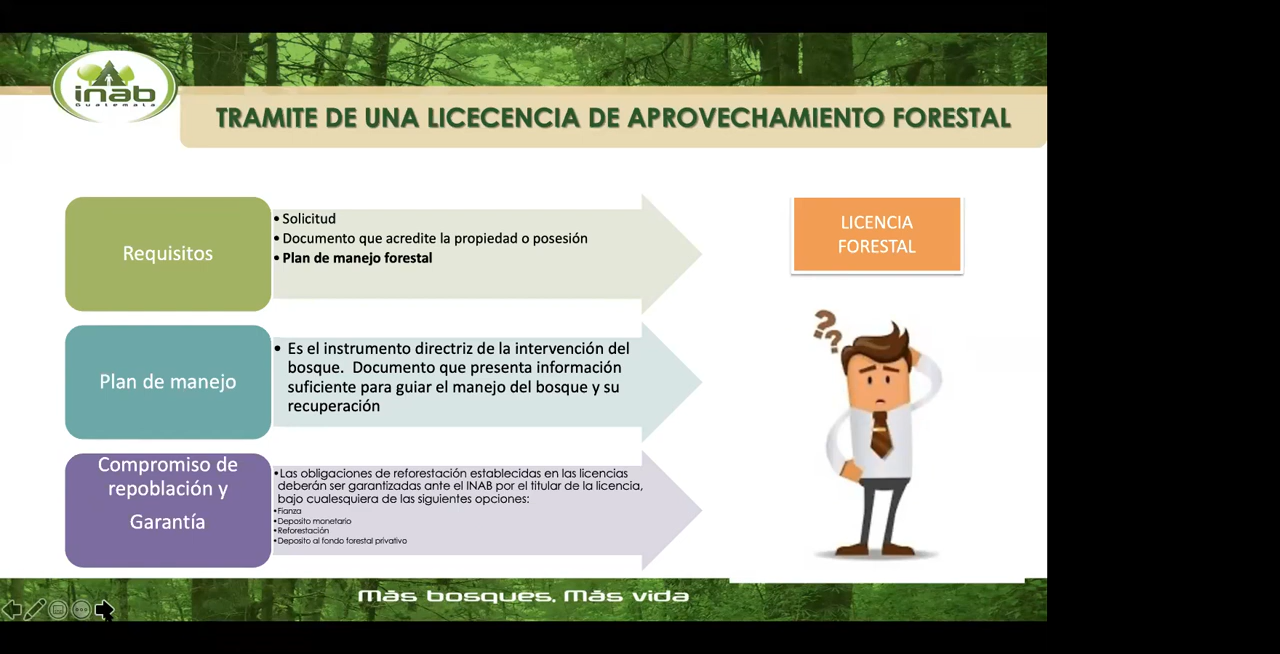 inab
Guatemala
TRAMITE DE UNA LICECENCIA DE APROVECHAMIENTO FORESTAL
Requisitos
• Solicitud
• Documento que acredite la propiedad o posesión
• Plan de manejo forestal
LICENCIA
FORESTAL
??
Plan de manejo
• Es el instrumento directriz de la intervención del
bosque. Documento que presenta información
suficiente para guiar el manejo del bosque y su
recuperación
Compromiso de
repoblación y
Garantía
•Las obligaciones de reforestación establecidas en las licencias
deberán ser garantizadas ante el INAB por el titular de la licencia,
bajo cualesquiera de las siguientes opciones:
•Fianza
•Deposito monetario
•Reforestación
•Deposito al fondo forestal privativo
Más bosques, Más vida